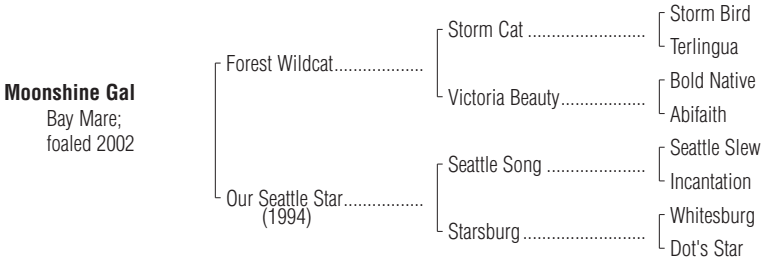 Moonshine Gal
Bay Mare;
foaled 2002
Forest Wildcat...................
Our Seattle Star.................
(1994)
Storm Cat .........................
Victoria Beauty..................
Seattle Song .....................
Starsburg ..........................
Storm Bird
Terlingua
Bold Native
Abifaith
Seattle Slew
Incantation
Whitesburg
Dot's Star